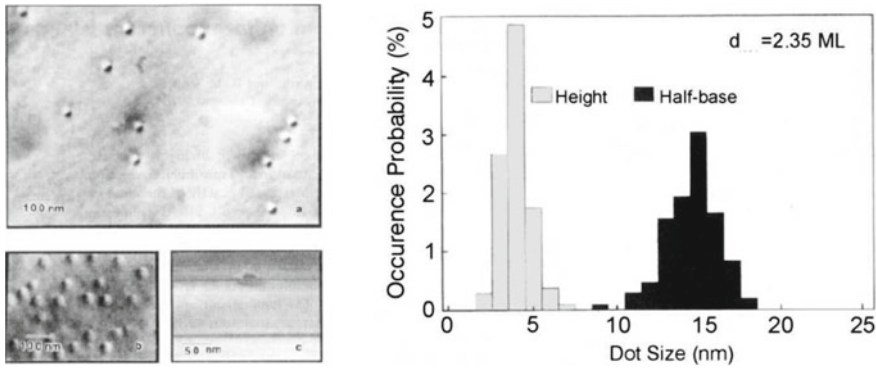 100 nm
a
100 nm
b
50 nm
c
5
4
3
2
1
0
Occurence Probability (%)
d =2.35 ML
Height
Half-base
0
5
10
15
20
25
Dot Size (nm)